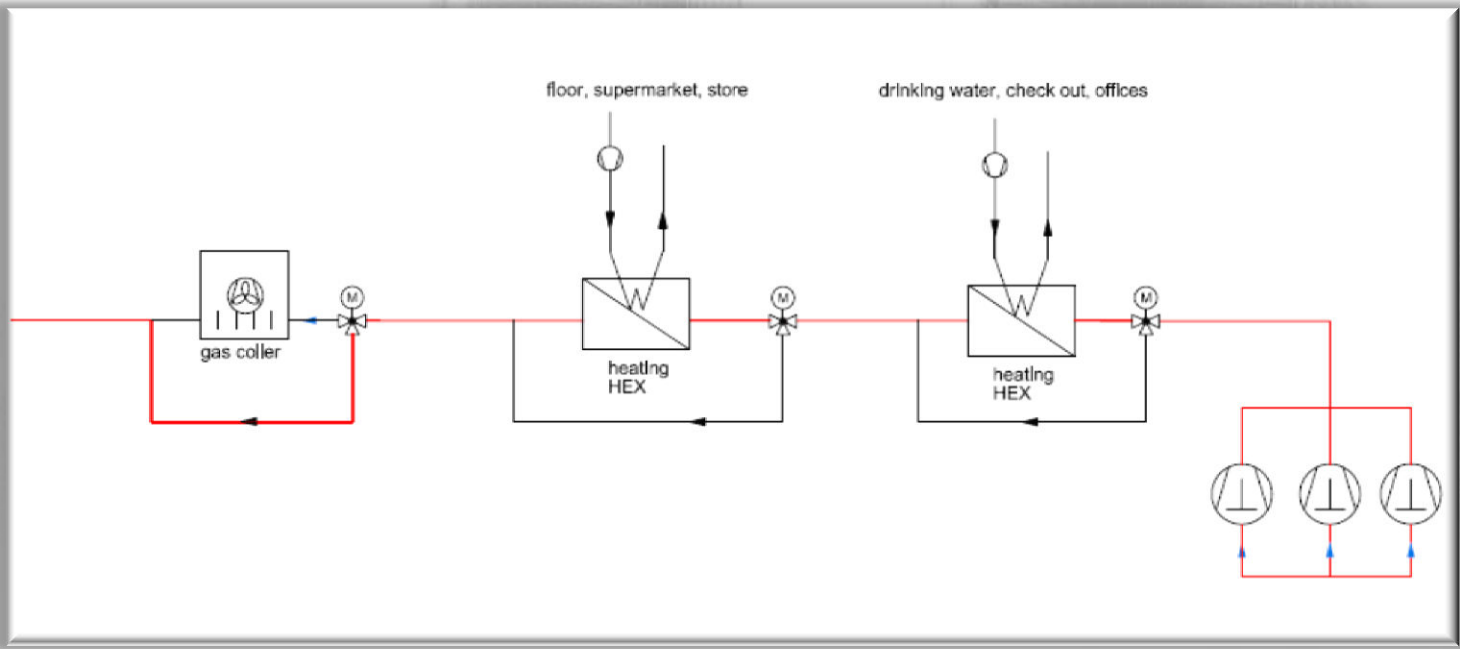 floor, supermarket, store
drinking water, check out, offices
M
M
M
gas coller
heating
HEX
heating
HEX